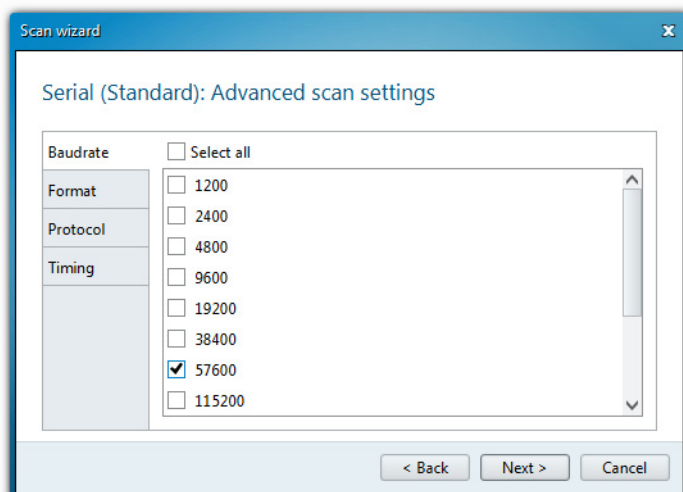 Scan wizard
Serial (Standard): Advanced scan settings
Baudrate
Format
Protocol
Timing
Select all
1200
2400
4800
9600
19200
38400
57600
115200
< Back Next > Cancel